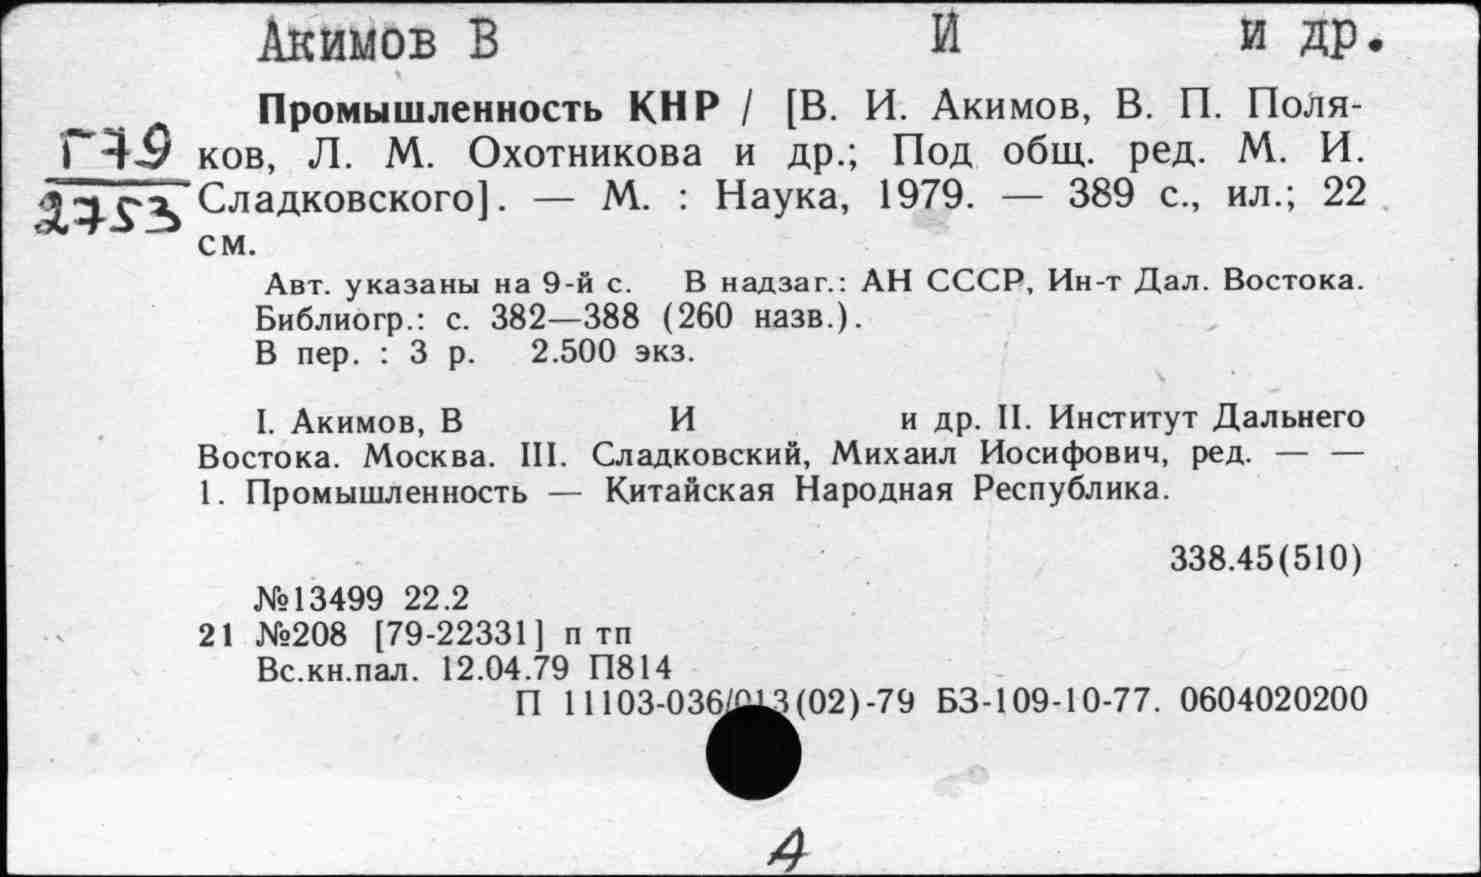 Акимов В И и др.
Промышленность КНР / [В. И. Акимов, В. П. Поля-
Г79 ков, Л. М. Охотникова и др.; Под общ. ред. М. И.
2753 Сладковского]. — М. : Наука, 1979. — 389 с., ил.; 22
см.
Авт. указаны на 9-й с. В надзаг.: АН СССР, Ин-т Дал. Востока.
Библиогр.: с. 382—388 (260 назв.).
В пер. : 3 р. 2.500 экз.
I. Акимов, В И и др. II. Институт Дальнего
Востока. Москва. III. Сладковский, Михаил Иосифович, ред. — —
1. Промышленность — Китайская Народная Республика.
338.45(510)
№13499 22.2
21 №208 [79-22331] п тп
Вс.кн.пал. 12.04.79 П814
П 11103-036/013(02)-79 БЗ-109-10-77. 0604020200
А